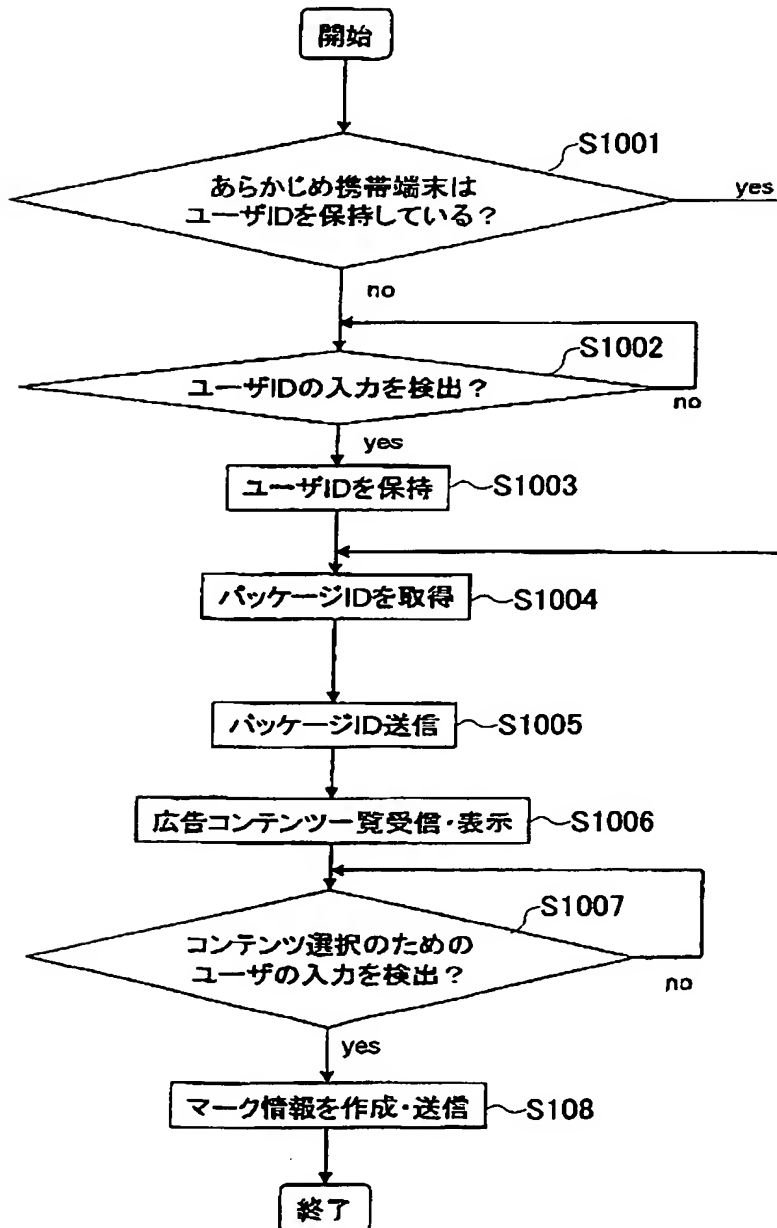 開始
S1001
あらかじめ携帯端末は
ユーザIDを保持している?
yes
no
S1002
ユーザIDの入力を検出?
no
yes
ユーザIDを保持
S1003
パッケージIDを取得
S1004
パッケージID送信
S1005
広告コンテンツ一覧受信・表示
S1006
S1007
コンテンツ選択のための
ユーザの入力を検出?
no
yes
マーク情報を作成・送信
S108
終了